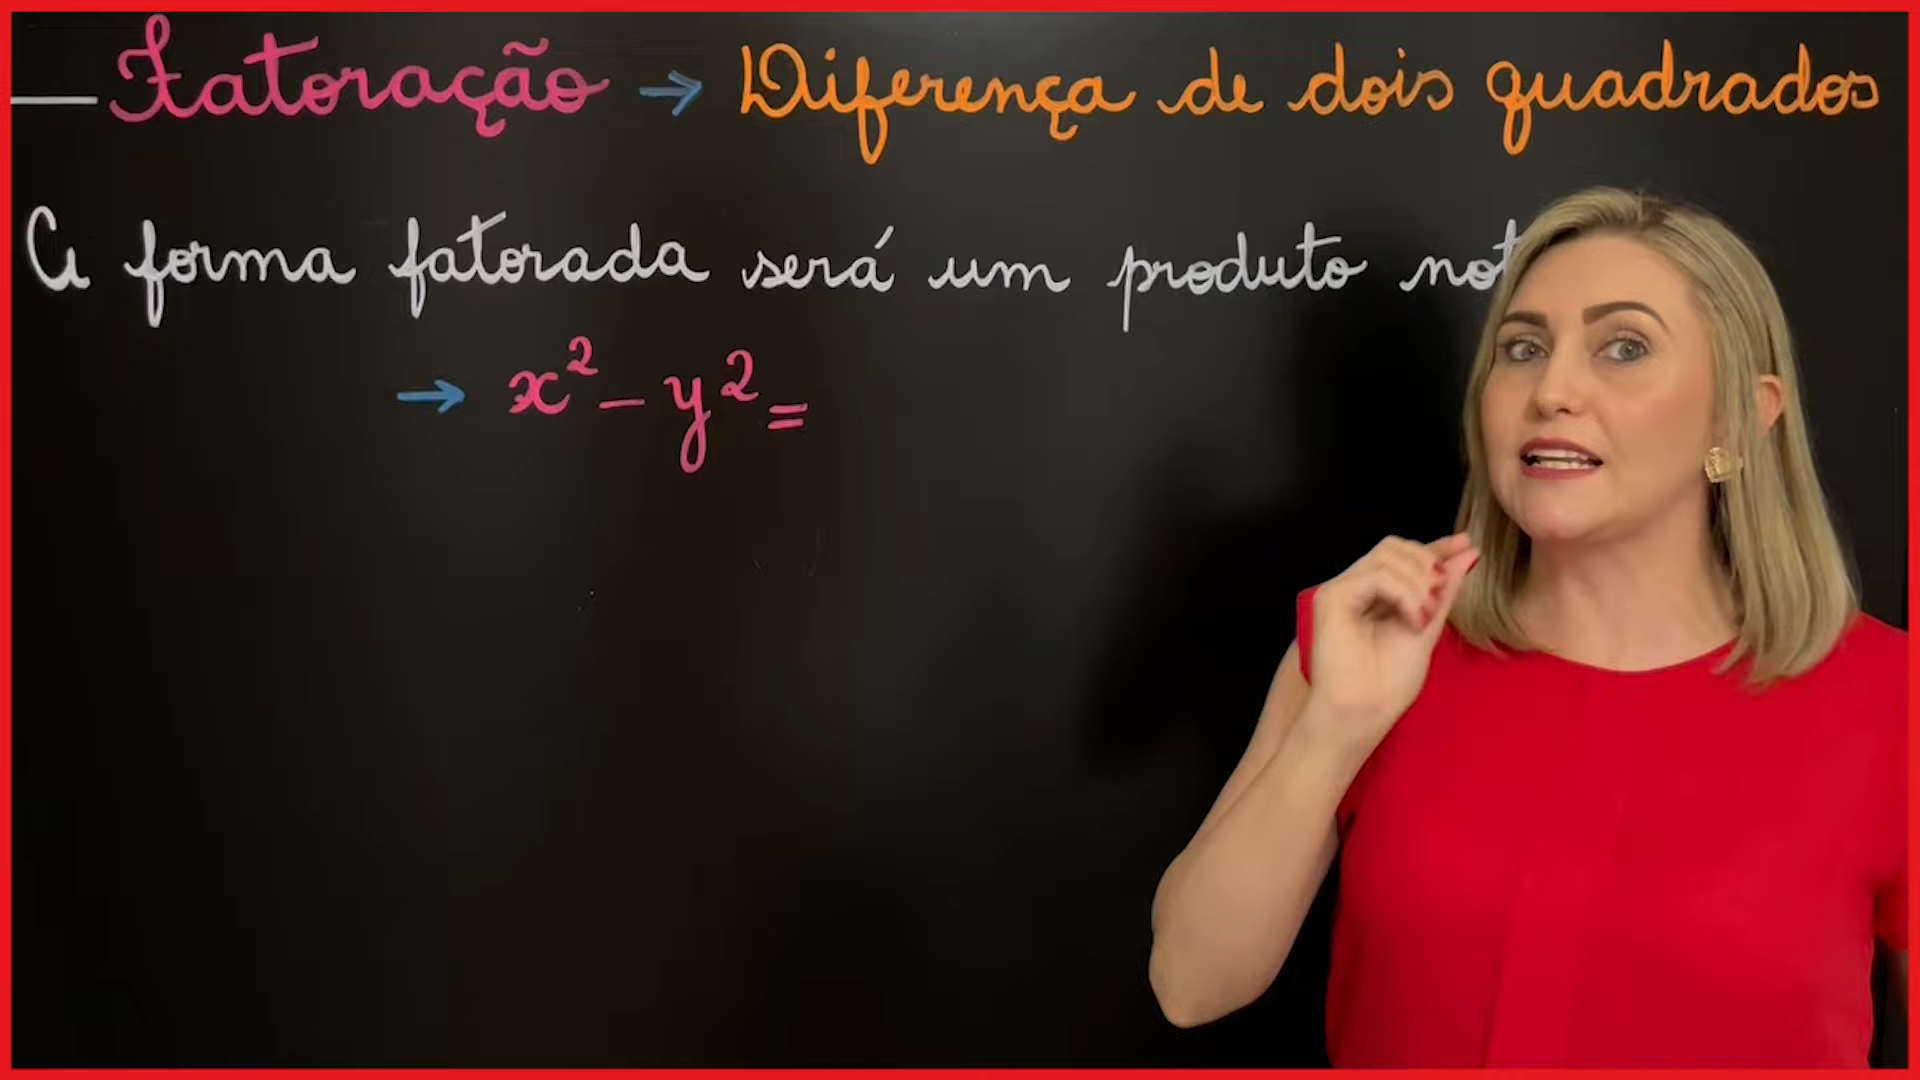 Fatoração → Diferença de dois quadrados
A forma fatorada será um produto not
→ x² - y² =